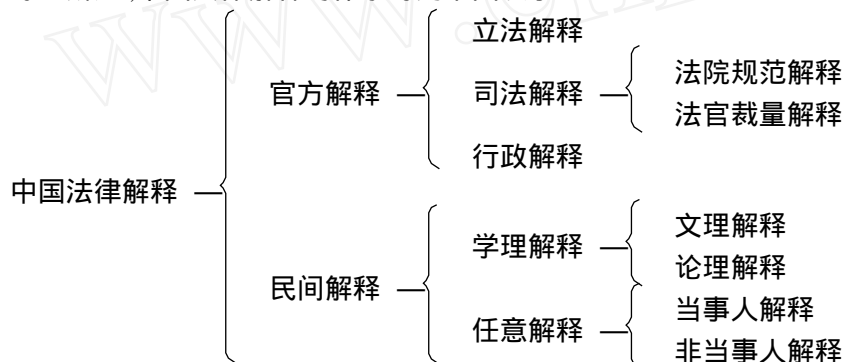 中国法律解释
官方解释
立法解释
司法解释
法院规范解释
法官裁量解释
行政解释
民间解释
学理解释
文理解释
论理解释
任意解释
当事人解释
非当事人解释